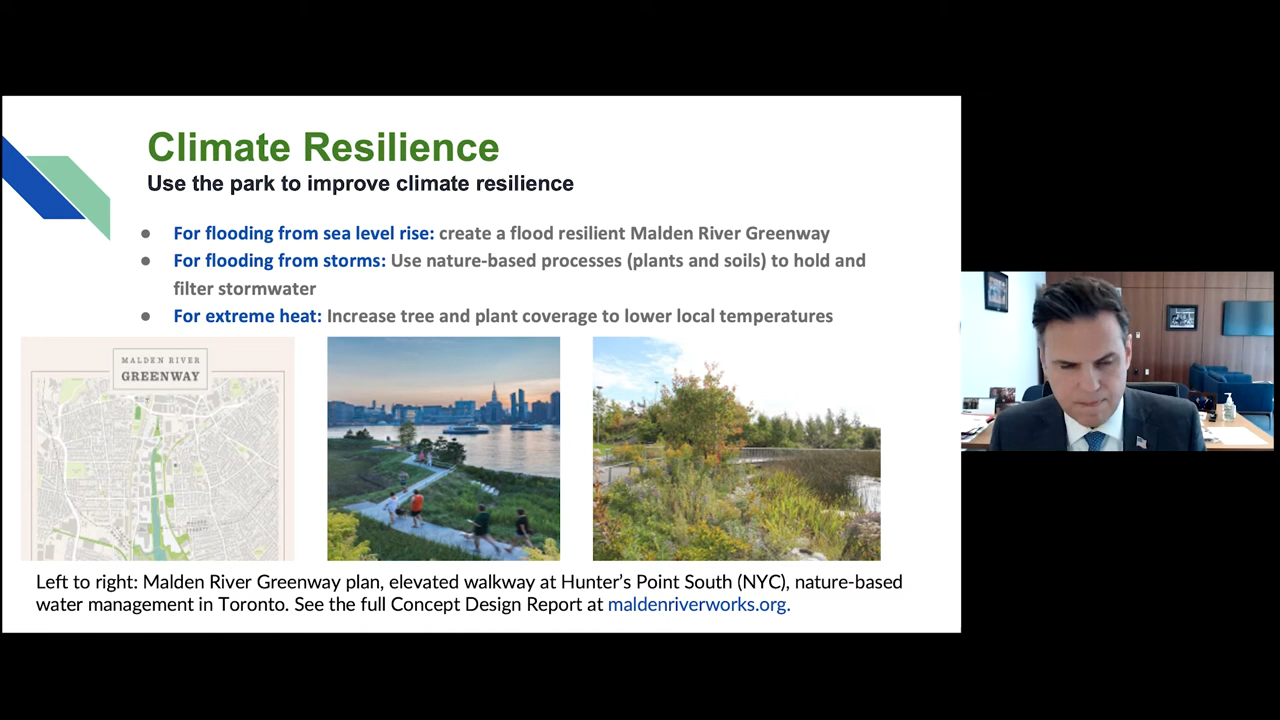 Climate Resilience
Use the park to improve climate resilience
● For flooding from sea level rise: create a flood resilient Malden River Greenway
● For flooding from storms: Use nature-based processes (plants and soils) to hold and
filter stormwater
● For extreme heat: Increase tree and plant coverage to lower local temperatures
MALDEN RIVER
GREENWAY
Left to right: Malden River Greenway plan, elevated walkway at Hunter's Point South (NYC), nature-based
water management in Toronto. See the full Concept Design Report at maldenriverworks.org.